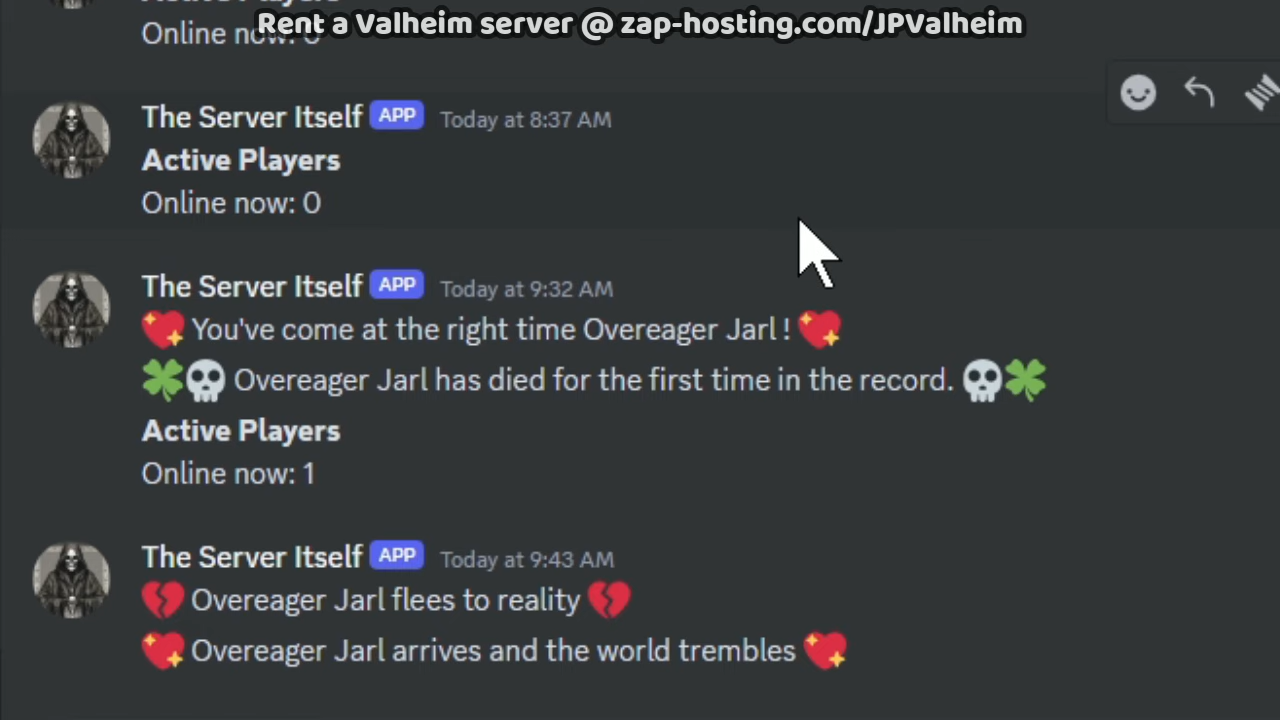 Rent a Valheim server @ zap-hosting.com/JPValheim
Online now: 0
The Server Itself APP Today at 8:37 AM
Active Players
Online now: 0
The Server Itself APP Today at 9:32 AM
You've come at the right time Overeager Jarl !
Overeager Jarl has died for the first time in the record.
Active Players
Online now: 1
The Server Itself APP Today at 9:43 AM
Overeager Jarl flees to reality
Overeager Jarl arrives and the world trembles